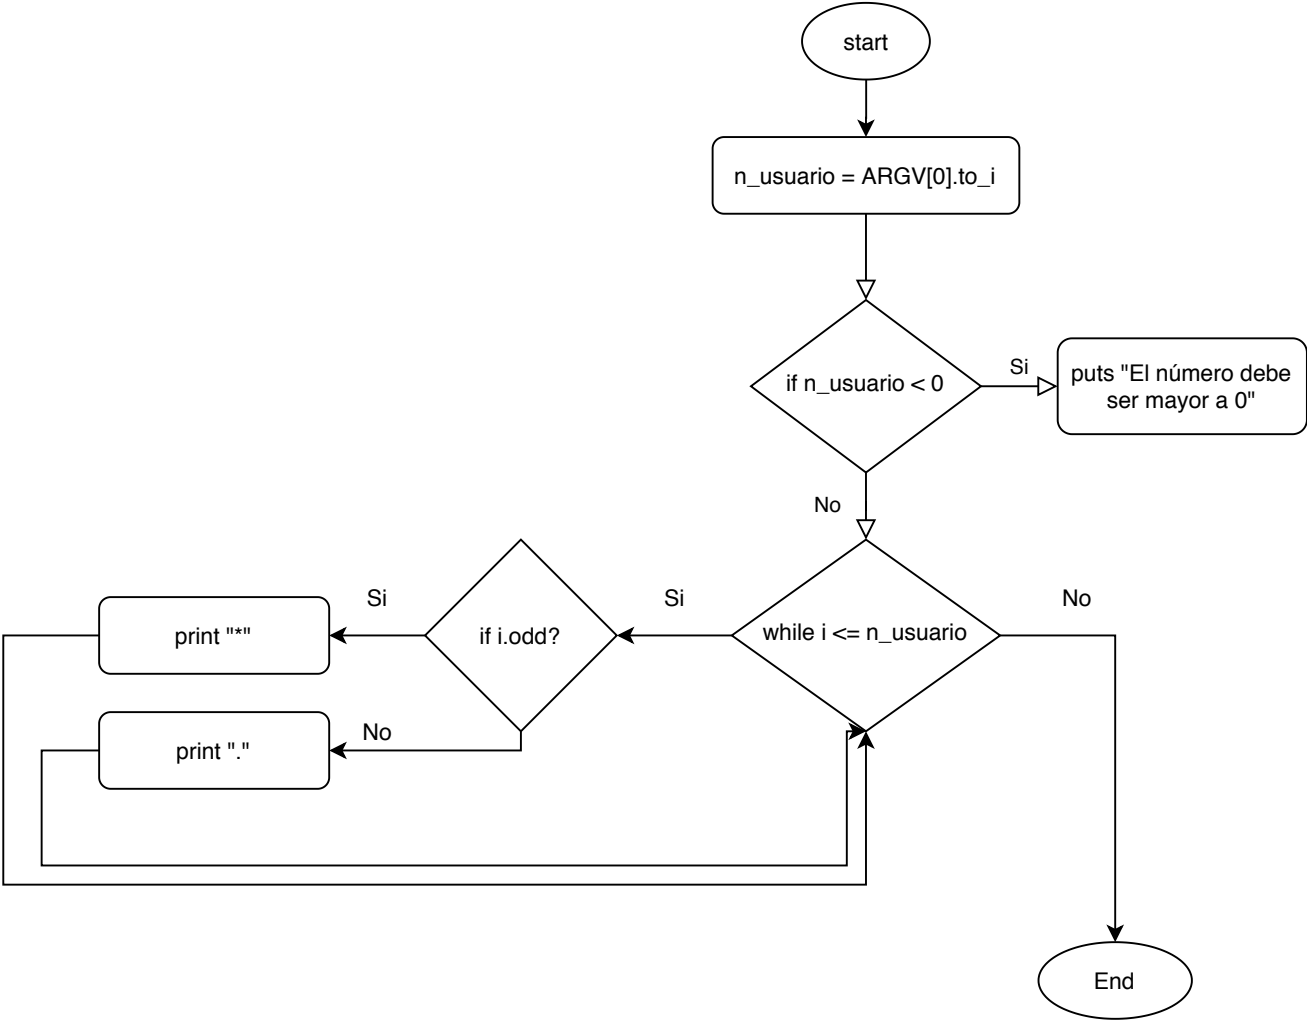 start
n_usuario = ARGV[0].to_i
if n_usuario < 0
Si
puts "El número debe
ser mayor a 0"
No
Si
Si
No
print "*"
if i.odd?
while i <= n_usuario
No
print "."
End